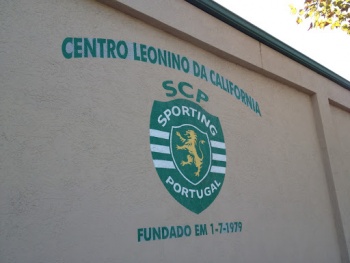 CENTRO LEONINO DA CALIFORNIA
SCP
SPORTING
PORTUGAL
FUNDADO EM 1-7-1979